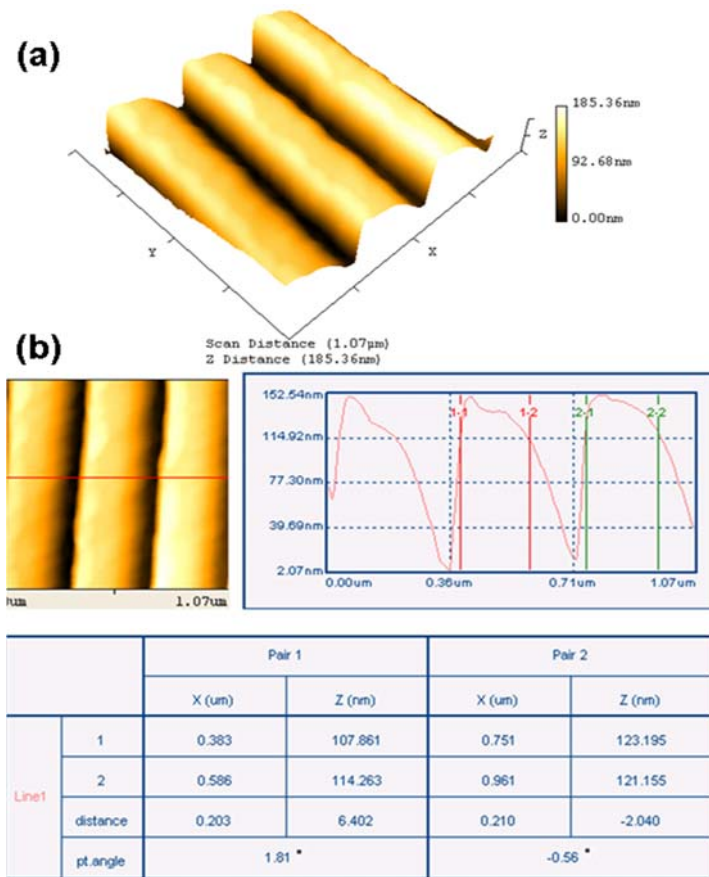 (a)
185.36nm
92.68nm
0.00nm
Z
Y
X
Scan Distance (1.07µm)
Z Distance (185.36nm)
(b)
1.07um
152.54nm
114.92nm
77.30nm
39.69nm
2.07nm
1-1
1-2
2-1
2-2
0.00um
0.36um
0.71um
1.07um
Pair 1
Pair 2
X (um)
Z (nm)
X (um)
Z (nm)
Line1
1
0.383
107.861
0.751
123.195
2
0.586
114.263
0.961
121.155
distance
0.203
6.402
0.210
-2.040
pt.angle
1.81 °
-0.56 °